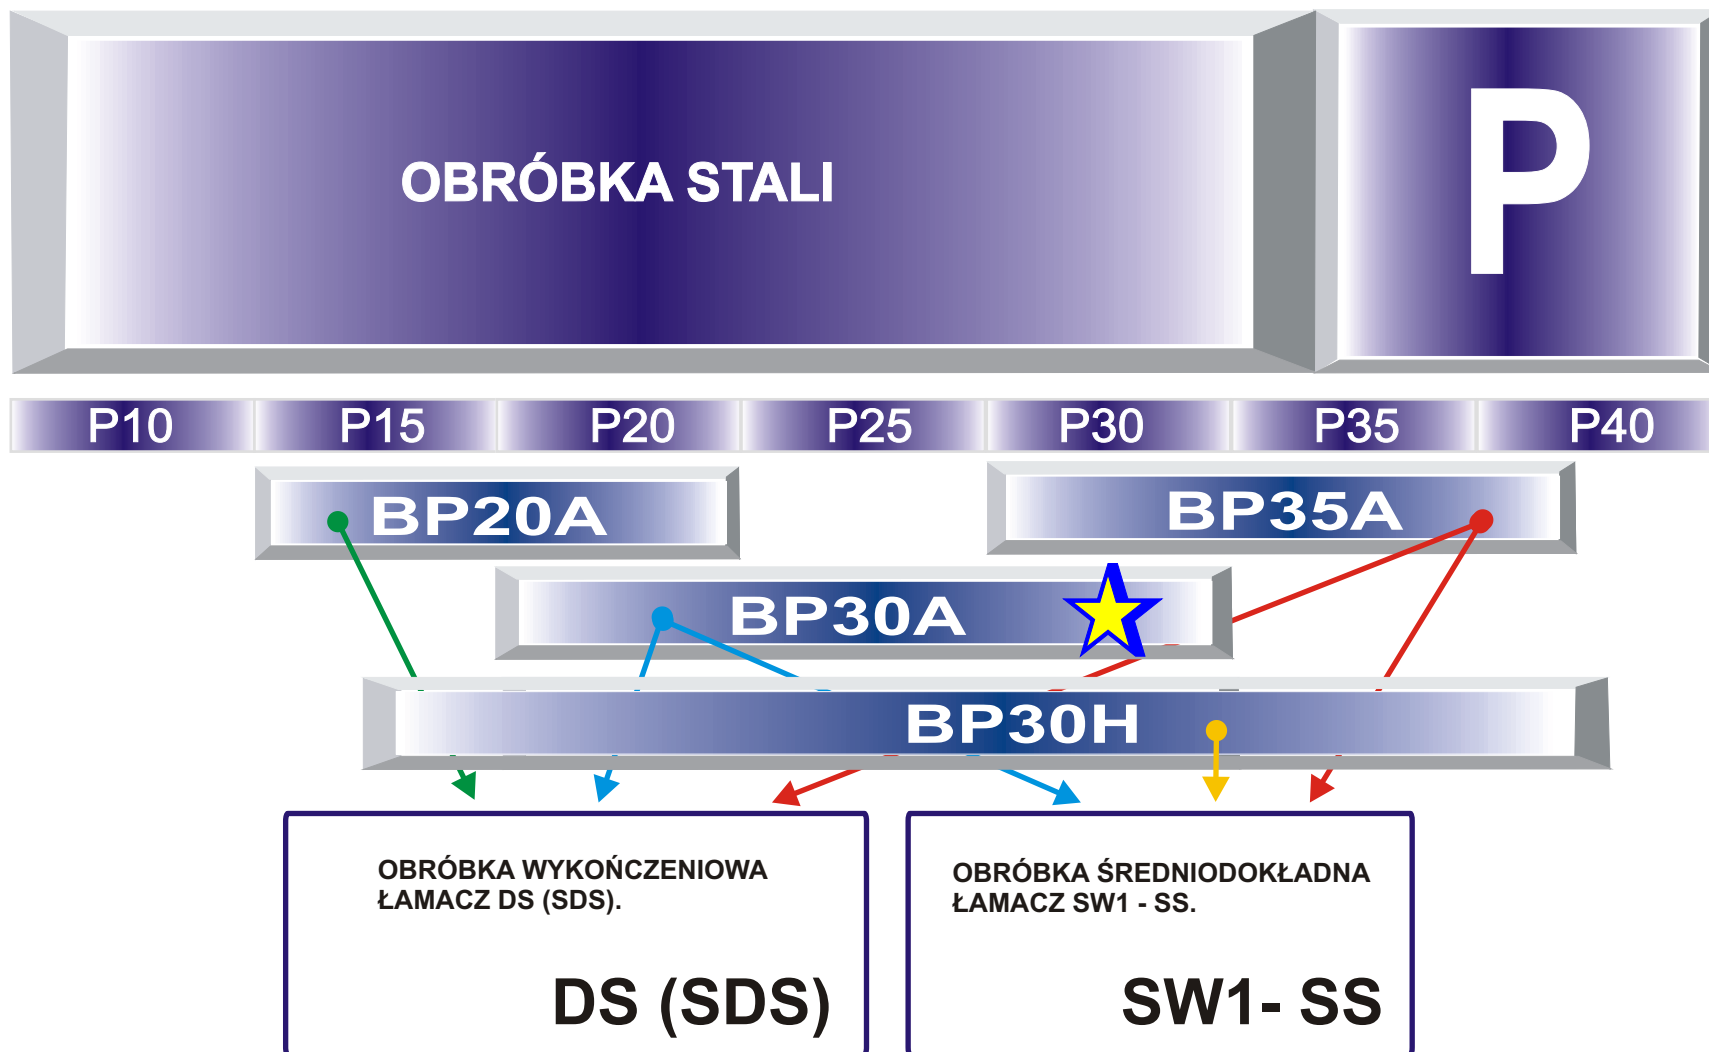 OBRÓBKA STALI
P
P10 P15 P20 P25 P30 P35 P40
BP20A
BP35A
BP30A
BP30H
OBRÓBKA WYKOŃCZENIOWA
ŁAMACZ DS (SDS).
DS (SDS)
OBRÓBKA ŚREDNIODOKŁADNA
ŁAMACZ SW1 - SS.
SW1- SS